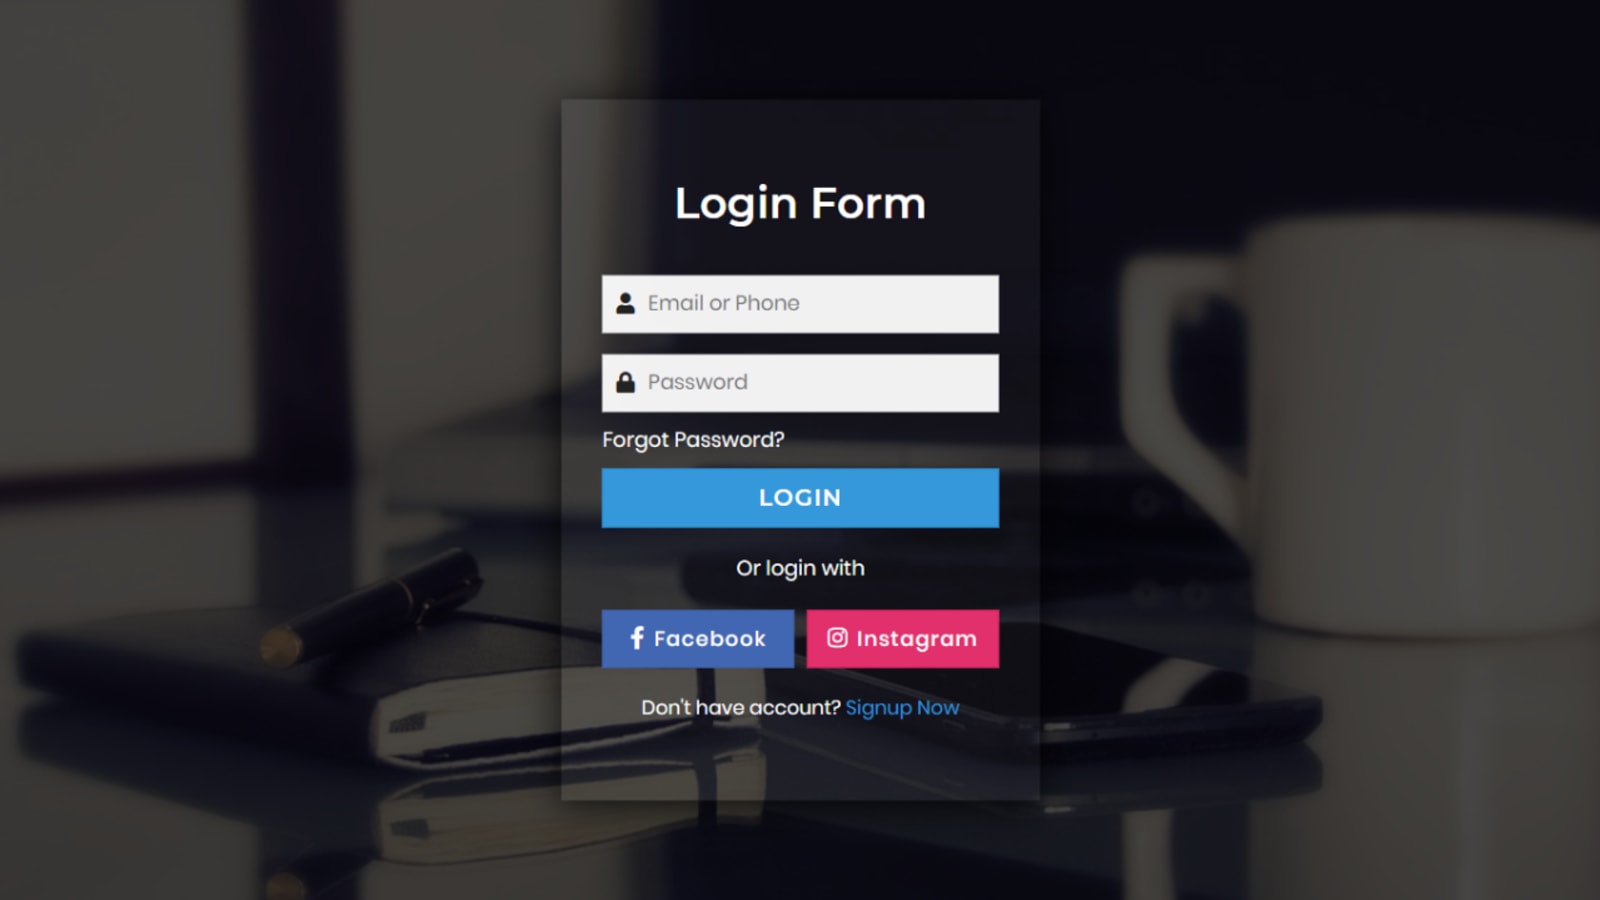 Login Form
Email or Phone
Password
Forgot Password?
LOGIN
Or login with
Facebook
Instagram
Don't have account? Signup Now